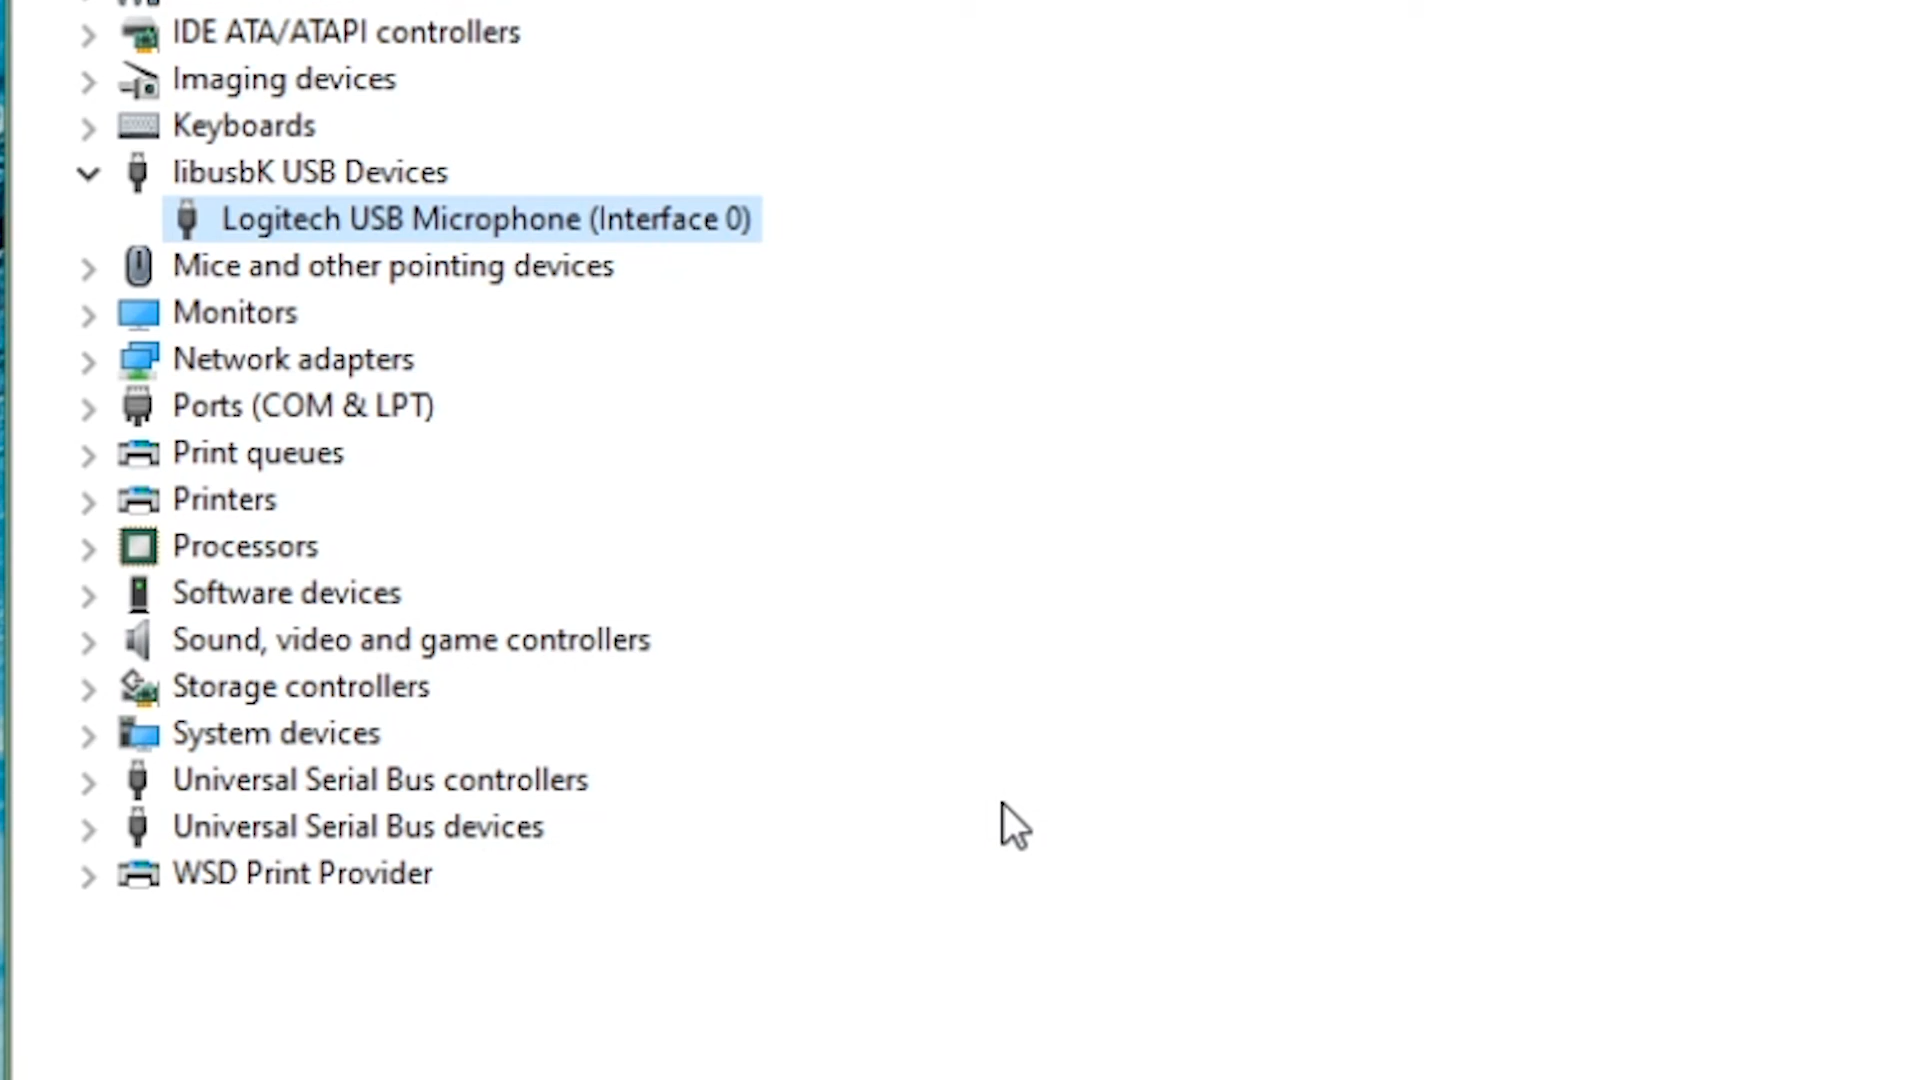 IDE ATA/ATAPI controllers
Imaging devices
Keyboards
libusbK USB Devices
Logitech USB Microphone (Interface 0)
Mice and other pointing devices
Monitors
Network adapters
Ports (COM & LPT)
Print queues
Printers
Processors
Software devices
Sound, video and game controllers
Storage controllers
System devices
Universal Serial Bus controllers
Universal Serial Bus devices
WSD Print Provider